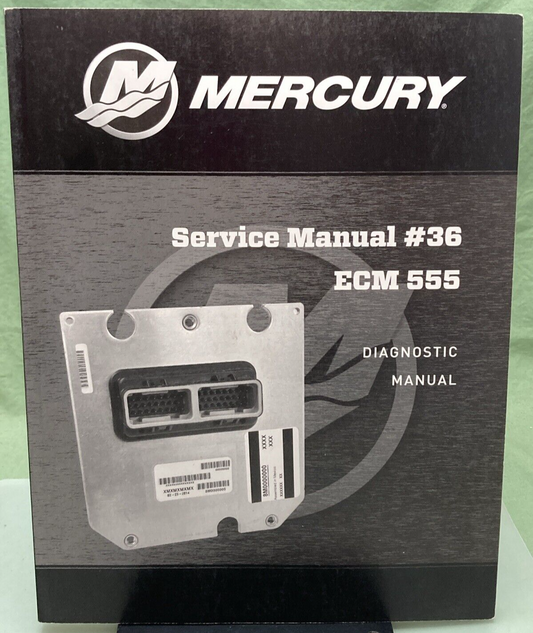 MERCURY
Service Manual #36
ECM 555
DIAGNOSTIC
MANUAL